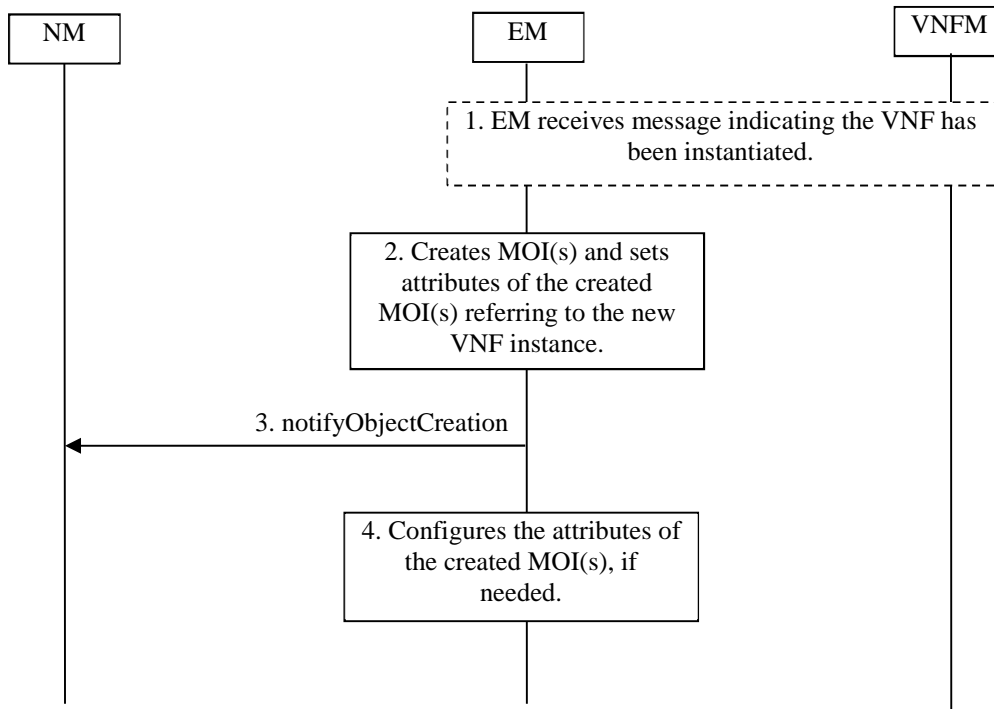 NM
EM
VNFM
1. EM receives message indicating the VNF has
been instantiated.
2. Creates MOI(s) and sets
attributes of the created
MOI(s) referring to the new
VNF instance.
3. notifyObjectCreation
4. Configures the attributes of
the created MOI(s), if
needed.